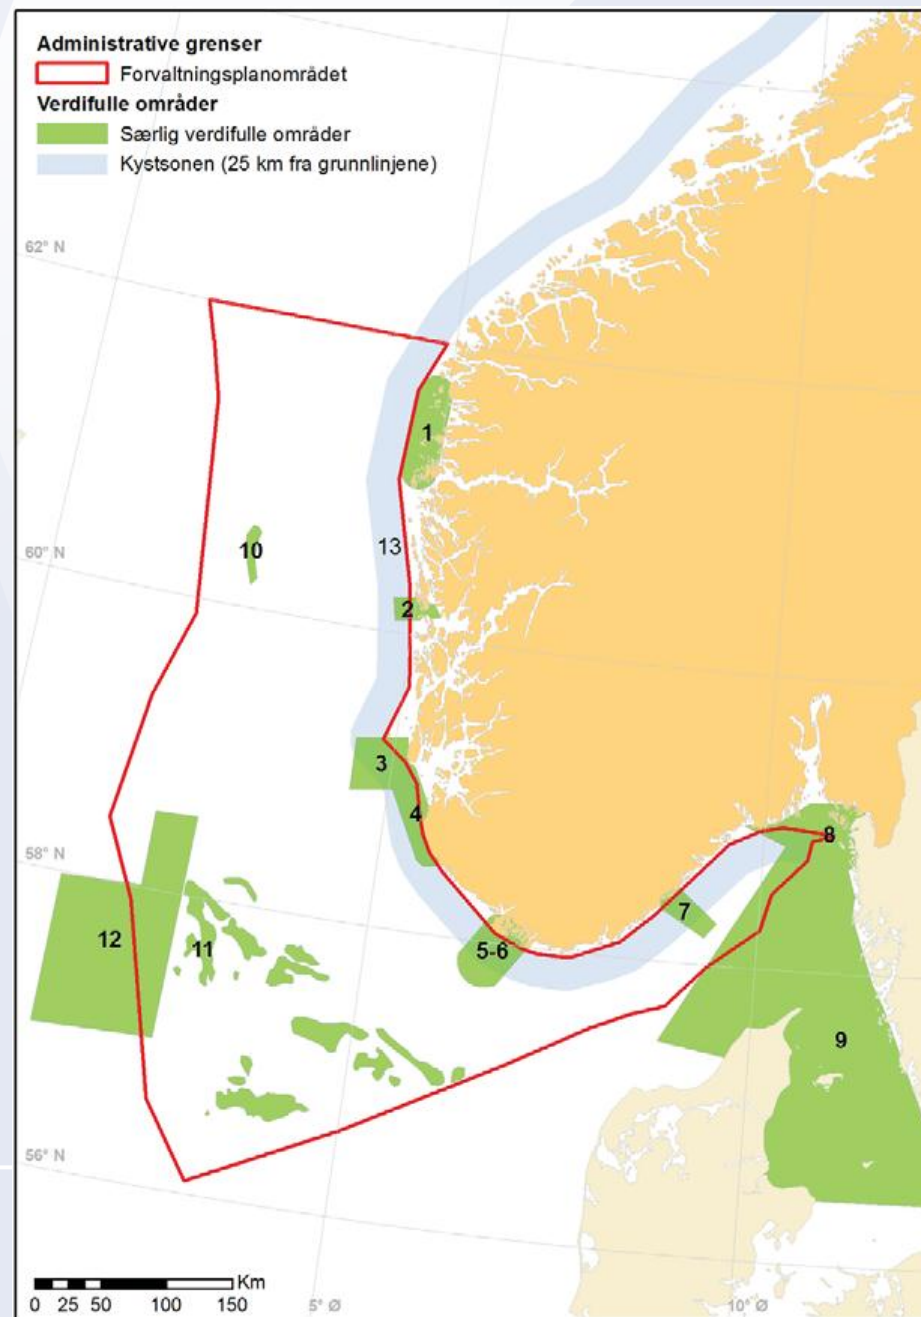 Administrative grenser
Forvaltningsplanområdet
Verdifulle områder
Særlig verdifulle områder
Kystsonen (25 km fra grunnlinjene)
62° N
1
10
13
60° N
2
3
4
8
58° N
7
12
11
5-6
9
56° N
Km
0 25 50 100 150
5° Ø
10° Ø